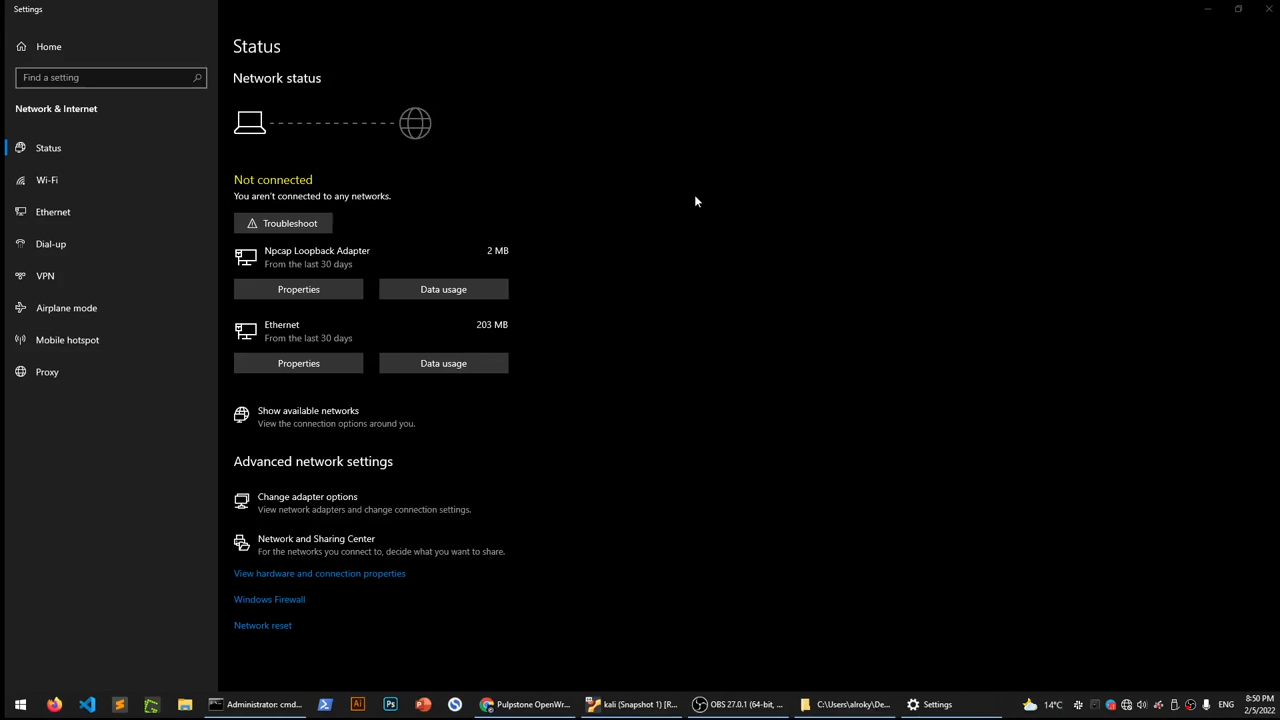 Settings
Home
Find a setting
Network & Internet
Status
Wi-Fi
Ethernet
Dial-up
VPN
Airplane mode
Mobile hotspot
Proxy
Status
Network status
Not connected
You aren't connected to any networks.
Troubleshoot
Npcap Loopback Adapter 2 MB
From the last 30 days
Properties Data usage
Ethernet 203 MB
From the last 30 days
Properties Data usage
Show available networks
View the connection options around you.
Advanced network settings
Change adapter options
View network adapters and change connection settings.
Network and Sharing Center
For the networks you connect to, decide what you want to share.
View hardware and connection properties
Windows Firewall
Network reset
Administrator: cmd... Ai Ps Pulpstone OpenWr... kali (Snapshot 1) [R... OBS 27.0.1 (64-bit, ... C:\Users\alroky\De... Settings 14°C ENG 8:50 PM
2/5/2022